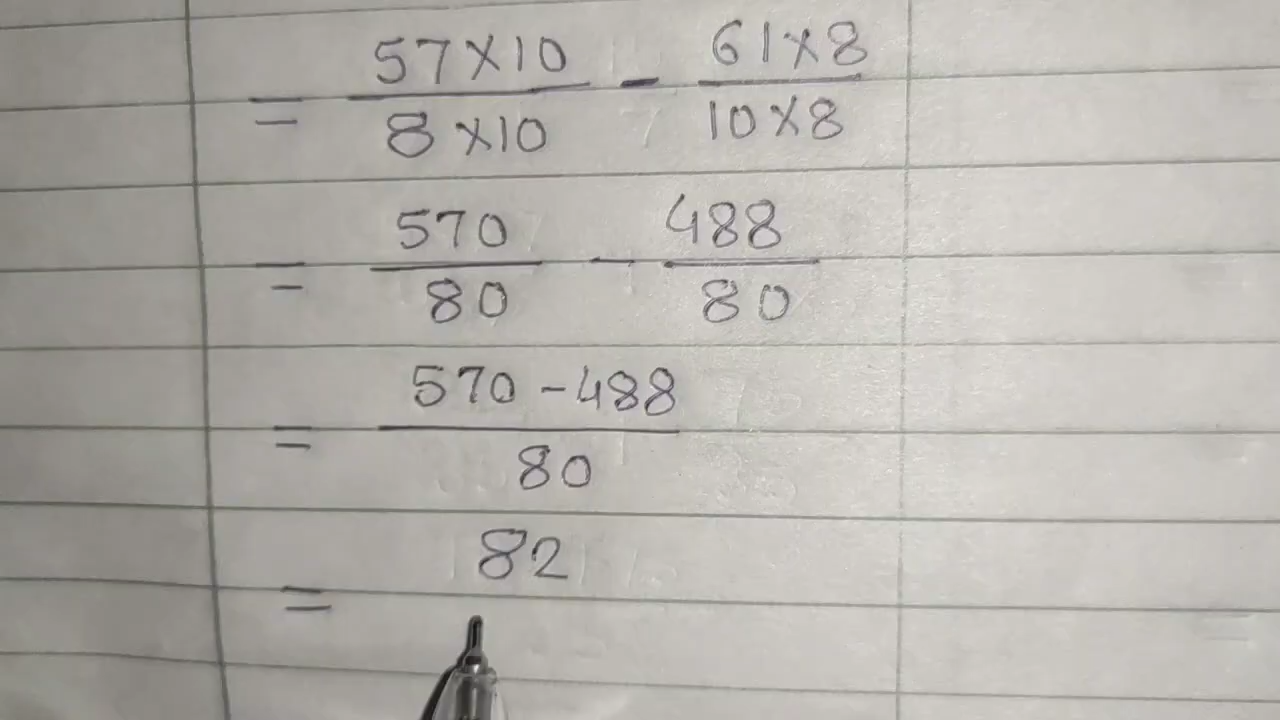 = 57×10/8×10 - 61×8/10×8
= 570/80 - 488/80
= 570-488/80
= 82